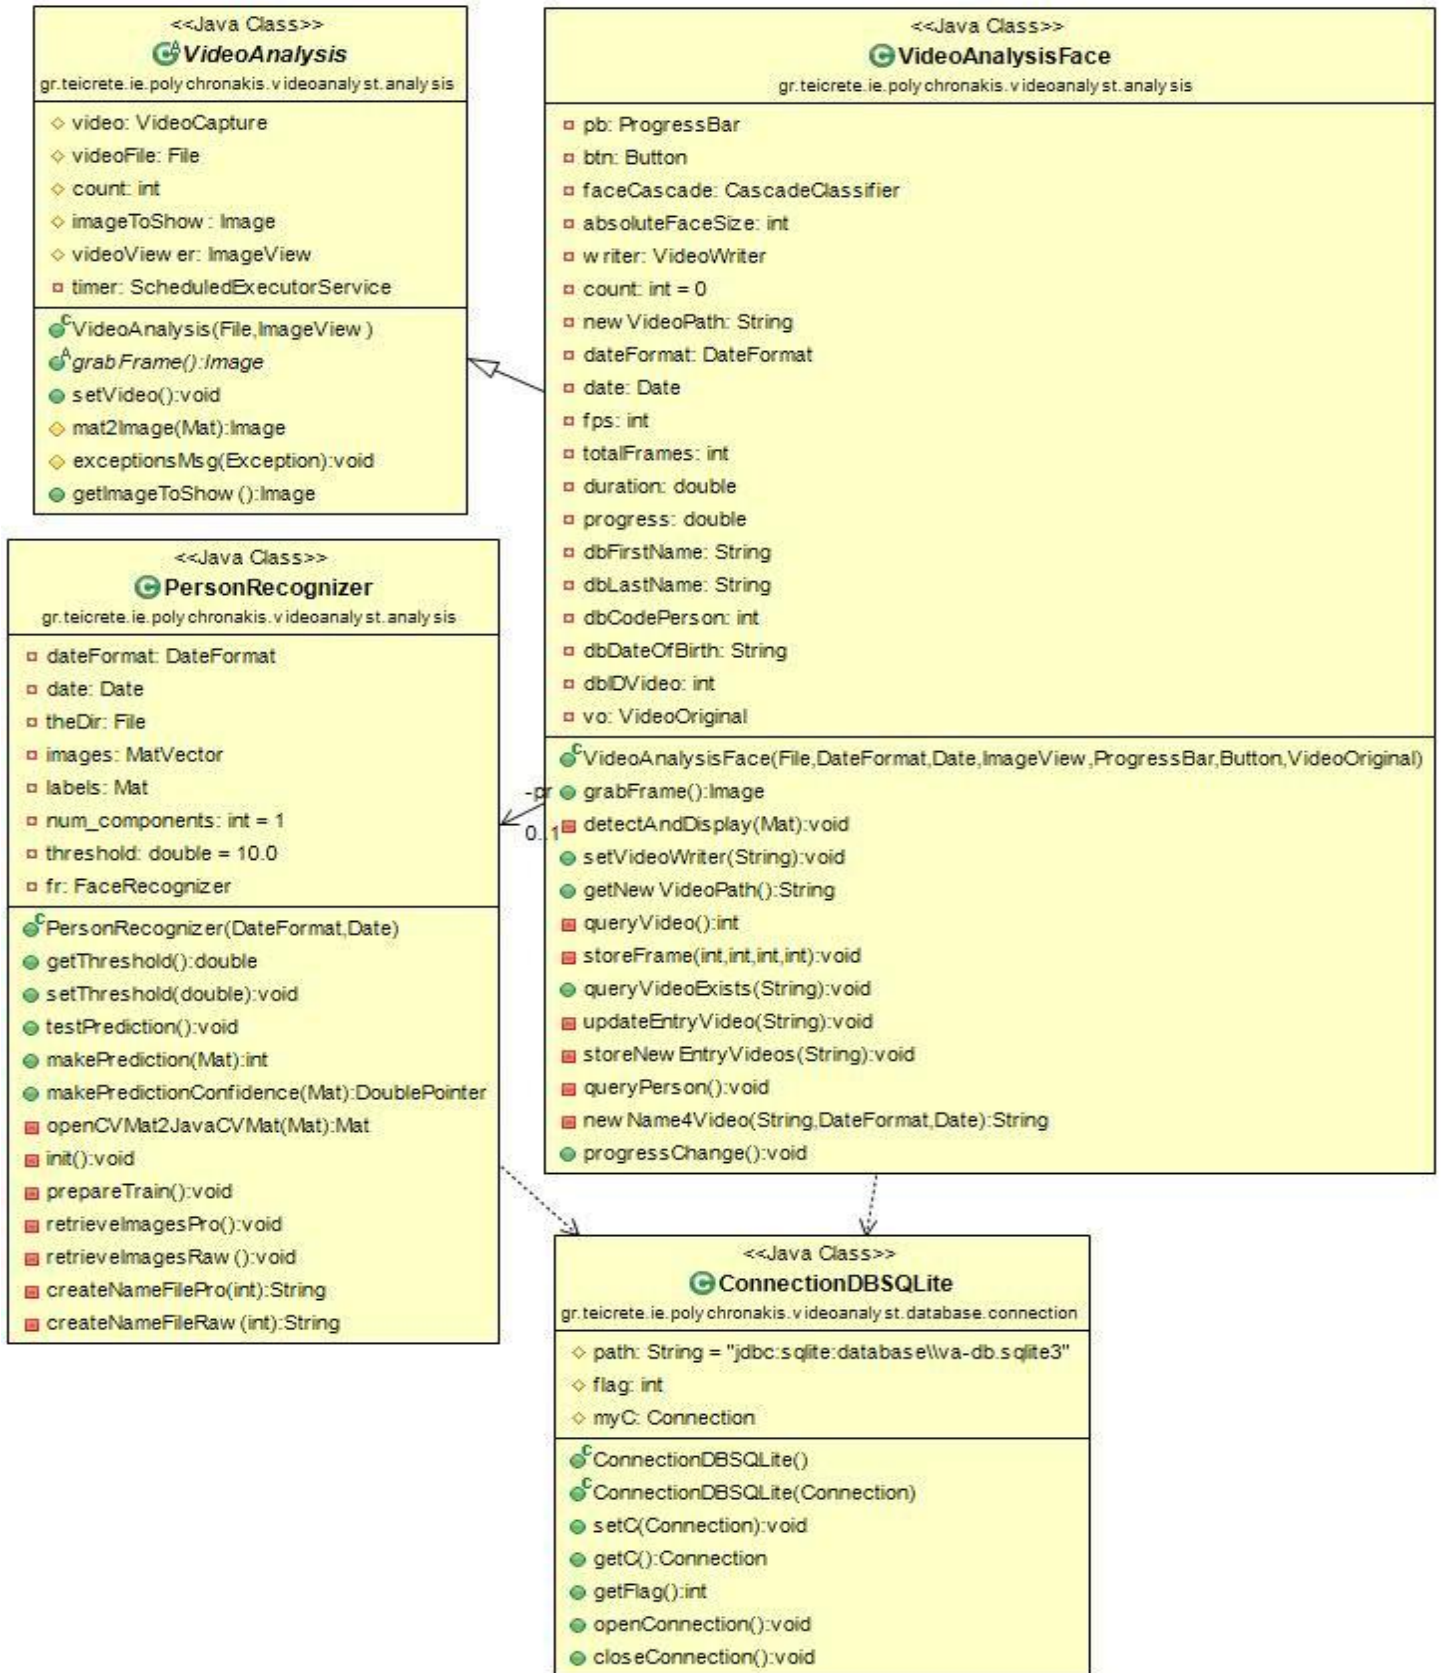 <<Java Class>>
VideoAnalysis
gr.teicrete.ie.polychronakis.videoanalyst.analysis
video: VideoCapture
videoFile: File
count: int
imageToShow: Image
videoViewer: ImageView
timer: ScheduledExecutorService
VideoAnalysis(File,ImageView)
grabFrame():Image
setVideo():void
mat2Image(Mat):Image
exceptionsMsg(Exception):void
getImageToShow():Image
<<Java Class>>
VideoAnalysisFace
gr.teicrete.ie.polychronakis.videoanalyst.analysis
pb: ProgressBar
btn: Button
faceCascade: CascadeClassifier
absoluteFaceSize: int
writer: VideoWriter
count: int = 0
newVideoPath: String
dateFormat: DateFormat
date: Date
fps: int
totalFrames: int
duration: double
progress: double
dbFirstName: String
dbLastName: String
dbCodePerson: int
dbDateOfBirth: String
dbIDVideo: int
vo: VideoOriginal
VideoAnalysisFace(File,DateFormat,Date,ImageView,ProgressBar,Button,VideoOriginal)
grabFrame():Image
detectAndDisplay(Mat):void
setVideoWriter(String):void
getNewVideoPath():String
queryVideo():int
storeFrame(int,int,int,int):void
queryVideoExists(String):void
updateEntryVideo(String):void
storeNewEntryVideos(String):void
queryPerson():void
newName4Video(String,DateFormat,Date):String
progressChange():void
-pr
0..1
<<Java Class>>
PersonRecognizer
gr.teicrete.ie.polychronakis.videoanalyst.analysis
dateFormat: DateFormat
date: Date
theDir: File
images: MatVector
labels: Mat
num_components: int = 1
threshold: double = 10.0
fr: FaceRecognizer
PersonRecognizer(DateFormat,Date)
getThreshold():double
setThreshold(double):void
testPrediction():void
makePrediction(Mat):int
makePredictionConfidence(Mat):DoublePointer
openCVMat2JavaCVMat(Mat):Mat
init():void
prepareTrain():void
retrieveImagesPro():void
retrieveImagesRaw():void
createNameFilePro(int):String
createNameFileRaw(int):String
<<Java Class>>
ConnectionDBSQLite
gr.teicrete.ie.polychronakis.videoanalyst.database.connection
path: String = "jdbc:sqlite:database\\va-db.sqlite3"
flag: int
myC: Connection
ConnectionDBSQLite()
ConnectionDBSQLite(Connection)
setC(Connection):void
getC():Connection
getFlag():int
openConnection():void
closeConnection():void